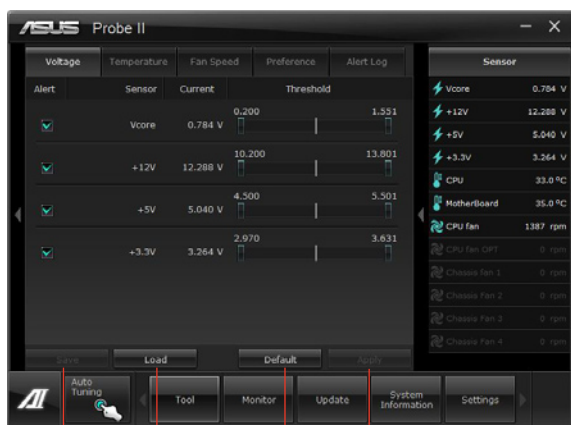 ASUS Probe II
Voltage Temperature Fan Speed Preference Alert Log
Alert Sensor Current Threshold
Vcore 0.784 V 0.200 1.551
+12V 12.288 V 10.200 13.801
+5V 5.040 V 4.500 5.501
+3.3V 3.264 V 2.970 3.631
Save Load Default Apply
Sensor
Vcore 0.784 V
+12V 12.288 V
+5V 5.040 V
+3.3V 3.264 V
CPU 33.0 ºC
MotherBoard 35.0 ºC
CPU fan 1387 rpm
CPU fan OPT 0 rpm
Chassis fan 1 0 rpm
Chassis Fan 2 0 rpm
Chassis Fan 3 0 rpm
Chassis Fan 4 0 rpm
AI
Auto
Tuning
Tool Monitor Update System
Information Settings